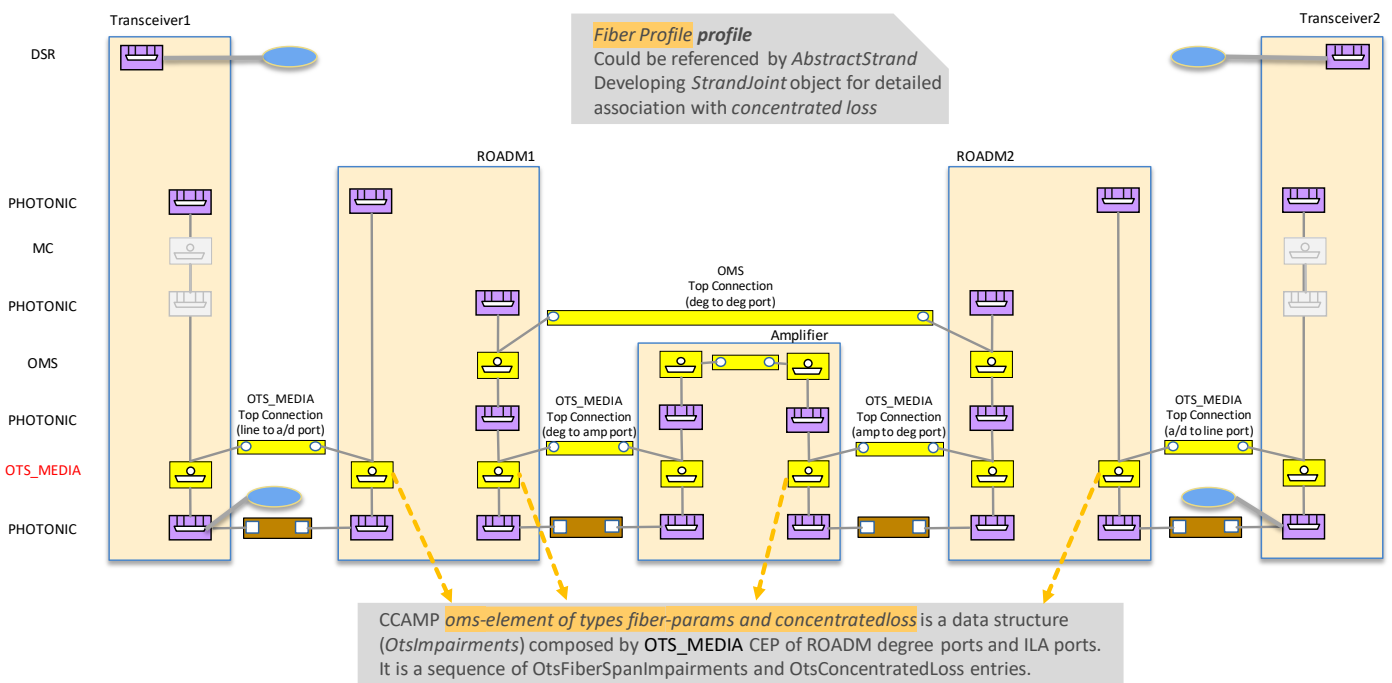 Transceiver1
Transceiver2
DSR
Fiber Profile profile
Could be referenced by AbstractStrand
Developing StrandJoint object for detailed
association with concentrated loss
ROADM1
ROADM2
PHOTONIC
MC
PHOTONIC
OMS
Top Connection
(deg to deg port)
Amplifier
OMS
PHOTONIC
OTS_MEDIA
Top Connection
(line to a/d port)
OTS_MEDIA
Top Connection
(deg to amp port)
OTS_MEDIA
Top Connection
(amp to deg port)
OTS_MEDIA
Top Connection
(a/d to line port)
OTS_MEDIA
PHOTONIC
CCAMP oms-element of types fiber-params and concentratedloss is a data structure
(OtsImpairments) composed by OTS_MEDIA CEP of ROADM degree ports and ILA ports.
It is a sequence of OtsFiberSpanImpairments and OtsConcentratedLoss entries.